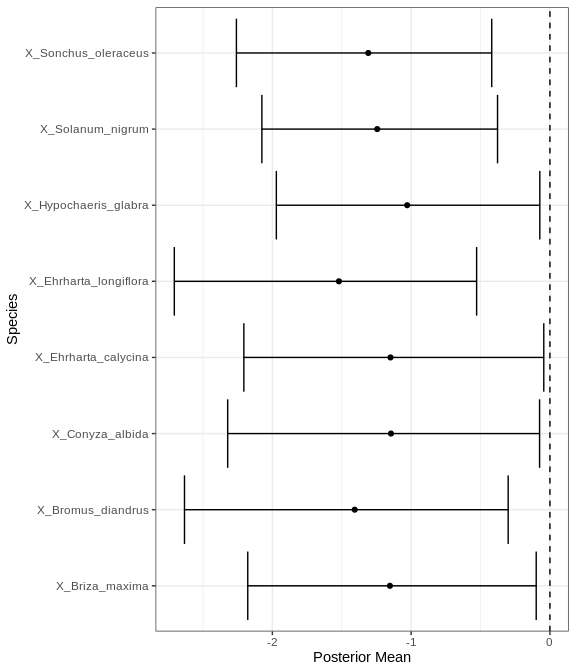 X_Sonchus_oleraceus
X_Solanum_nigrum
X_Hypochaeris_glabra
X_Ehrharta_longiflora
X_Ehrharta_calycina
X_Conyza_albida
X_Bromus_diandrus
X_Briza_maxima
Species
-2 -1 0
Posterior Mean